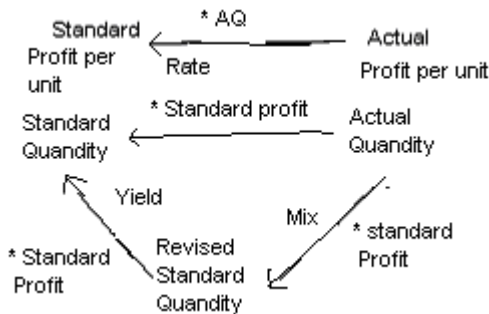 * AQ
Standard Profit per unit
Rate
Actual
Profit per unit
* Standard profit
Standard
Quandity
Actual
Quandity
Yield
Mix
* Standard
Profit
Revised
Standard
Quandity
* standard
Profit